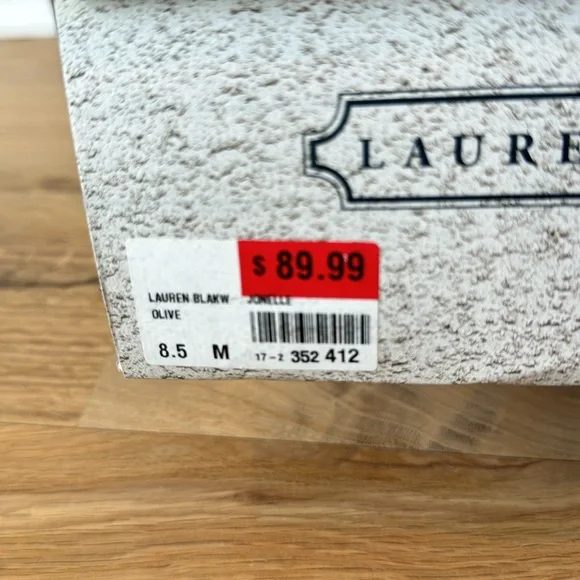 LAURE
$ 89.99
LAUREN BLAKW JONELLE
OLIVE
8.5 M 17-2 352 412